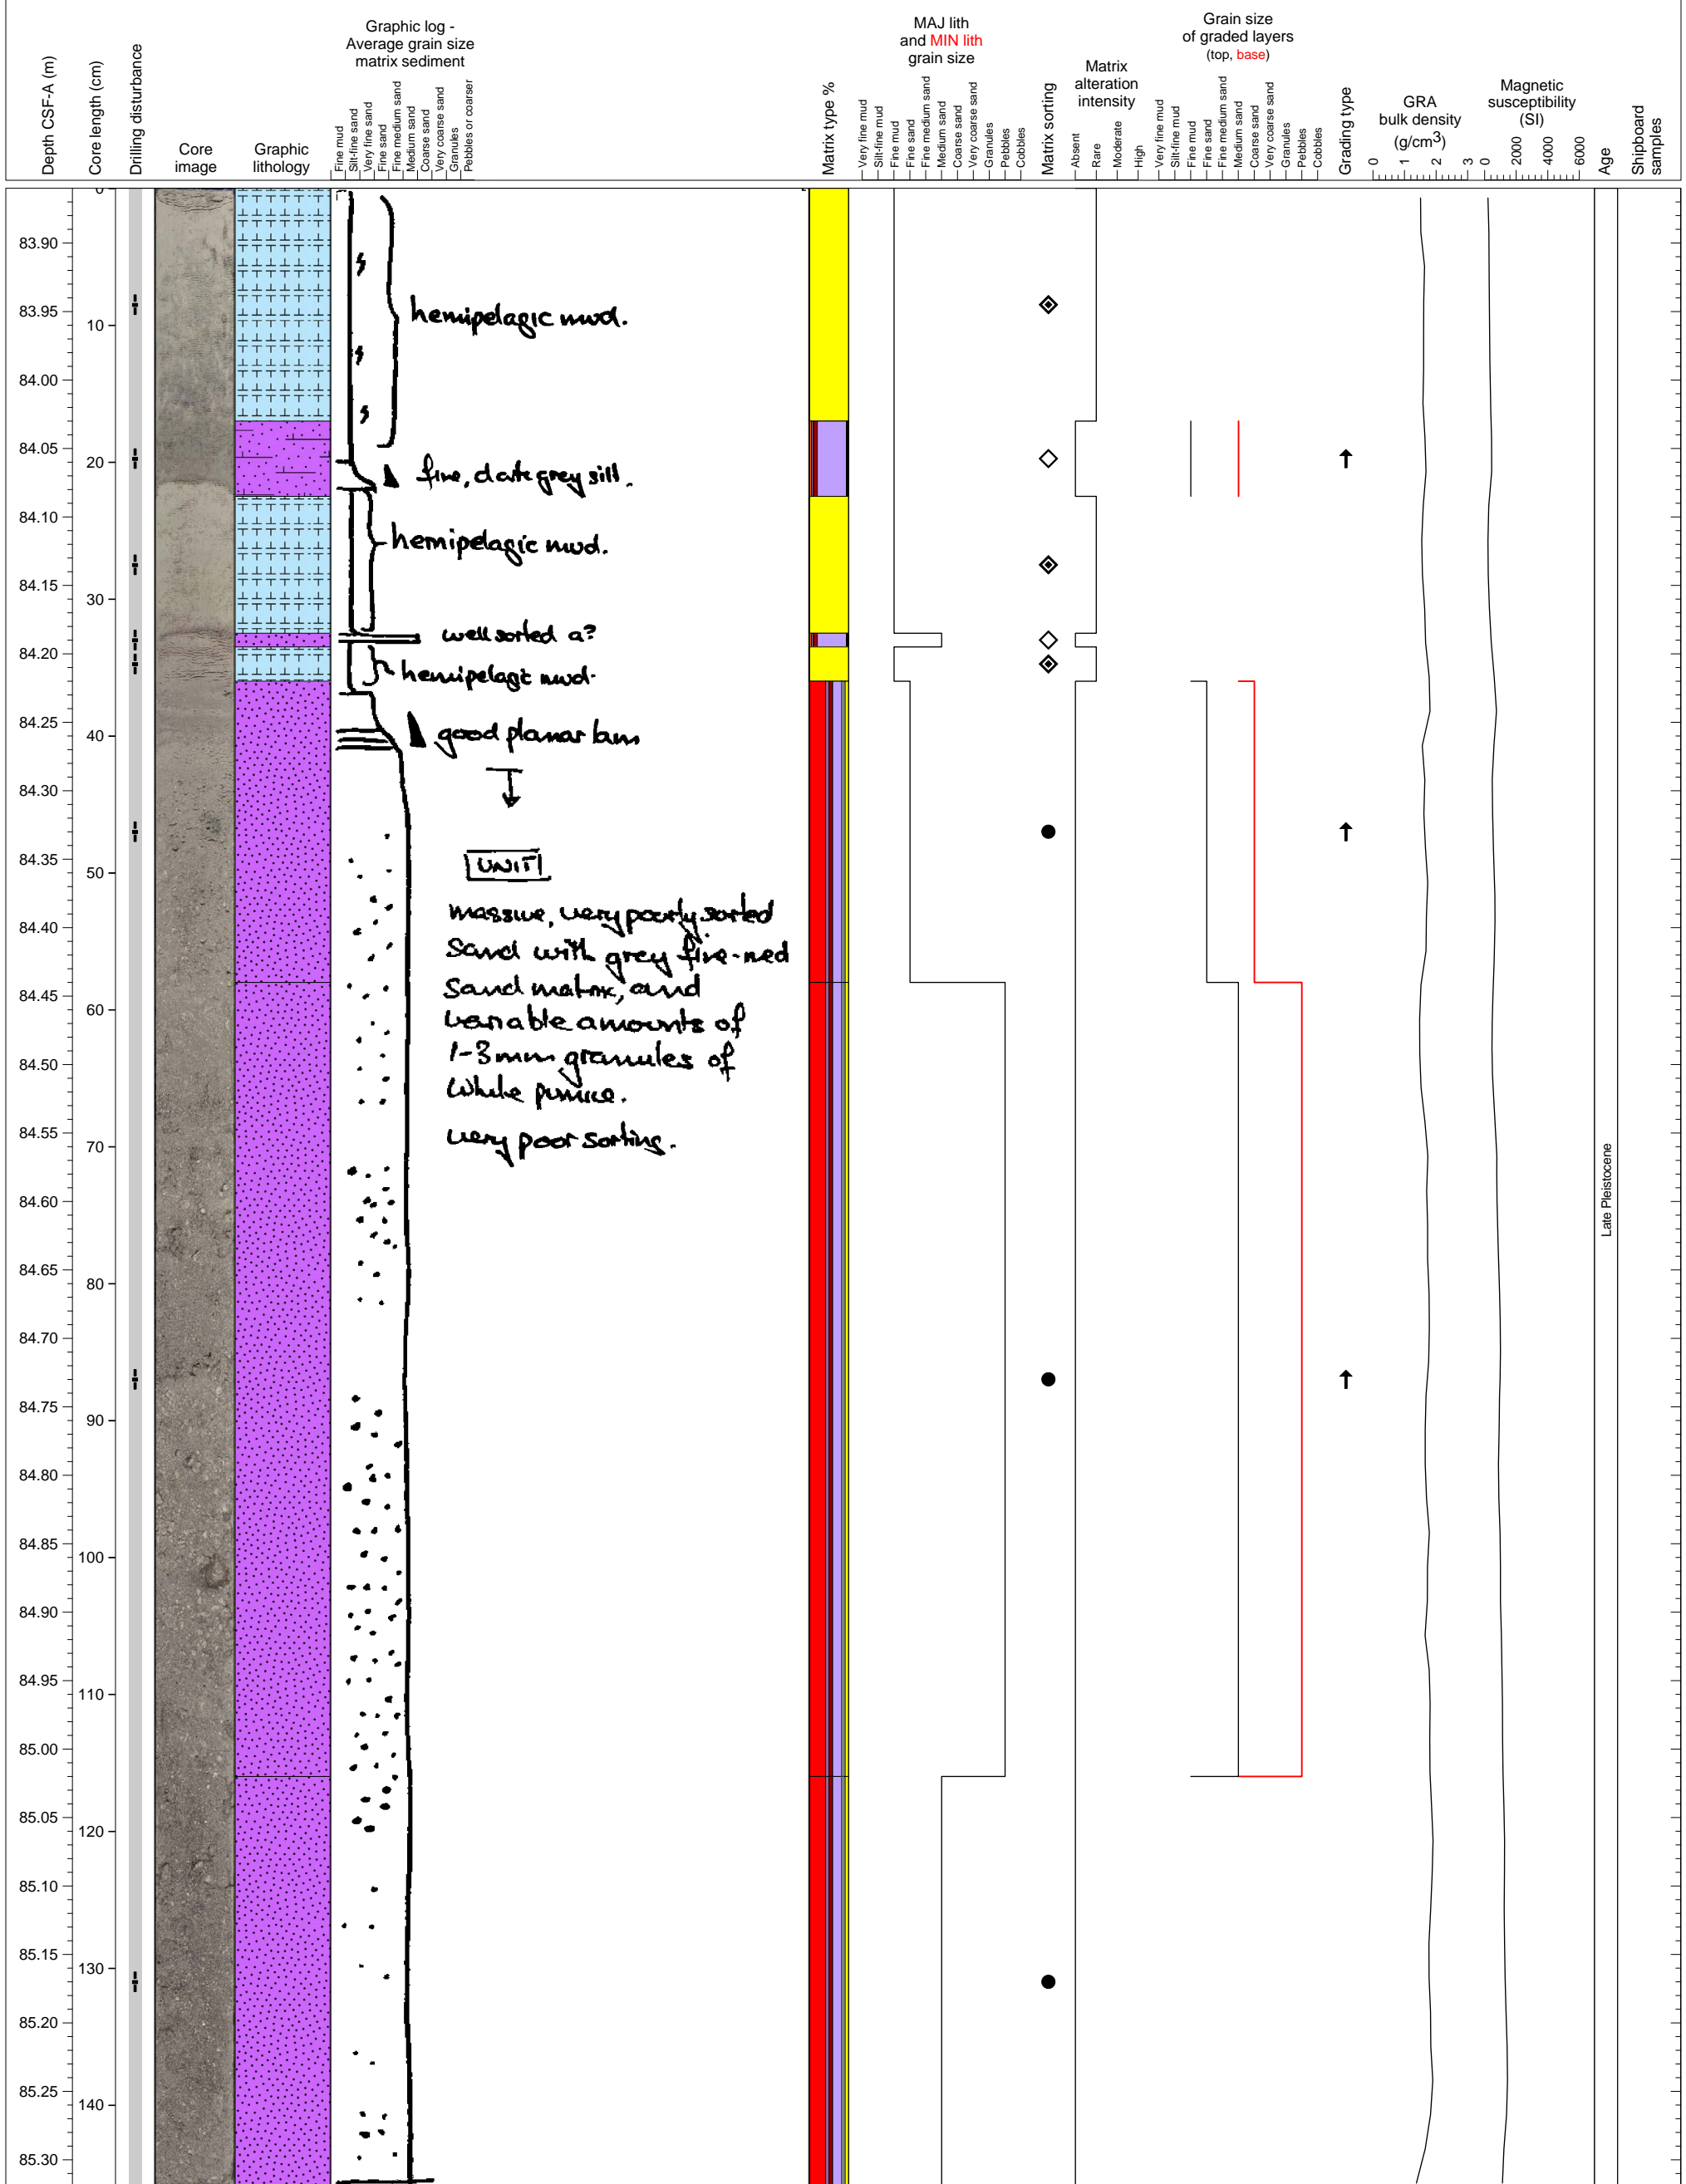 Depth CSF-A (m)
Core length (cm)
Drilling disturbance
Core
image
Graphic
lithology
Graphic log -
Average grain size
matrix sediment
Fine mud
Silt-fine sand
Very fine sand
Fine sand
Fine medium sand
Medium sand
Coarse sand
Very coarse sand
Granules
Pebbles or coarser
Matrix type %
MAJ lith
and MIN lith
grain size
Very fine mud
Silt-fine mud
Fine mud
Fine sand
Fine medium sand
Medium sand
Coarse sand
Very coarse sand
Granules
Pebbles
Cobbles
Matrix sorting
Matrix
alteration
intensity
Absent
Rare
Moderate
High
Grain size
of graded layers
(top, base)
Very fine mud
Silt-fine mud
Fine mud
Fine sand
Fine medium sand
Medium sand
Coarse sand
Very coarse sand
Granules
Pebbles
Cobbles
Grading type
GRA
bulk density
(g/cm3)
0 1 2 3
Magnetic
susceptibility
(SI)
0 2000 4000 6000
Age
Shipboard
samples
0
83.90
83.95
10
84.00
84.05
20
84.10
84.15
30
84.20
84.25
40
84.30
84.35
50
84.40
84.45
60
84.50
84.55
70
84.60
84.65
80
84.70
84.75
90
84.80
84.85
100
84.90
84.95
110
85.00
85.05
120
85.10
85.15
130
85.20
85.25
140
85.30
hemipelagic mud.
fine, dark grey silt.
hemipelagic mud.
well sorted a?
hemipelagic mud.
good planar lam
UNIT
massive, very poorly sorted
sand with grey fine-med
sand matrix, and
variable amounts of
1-3mm granules of
white pumice.
very poor sorting.
Late Pleistocene